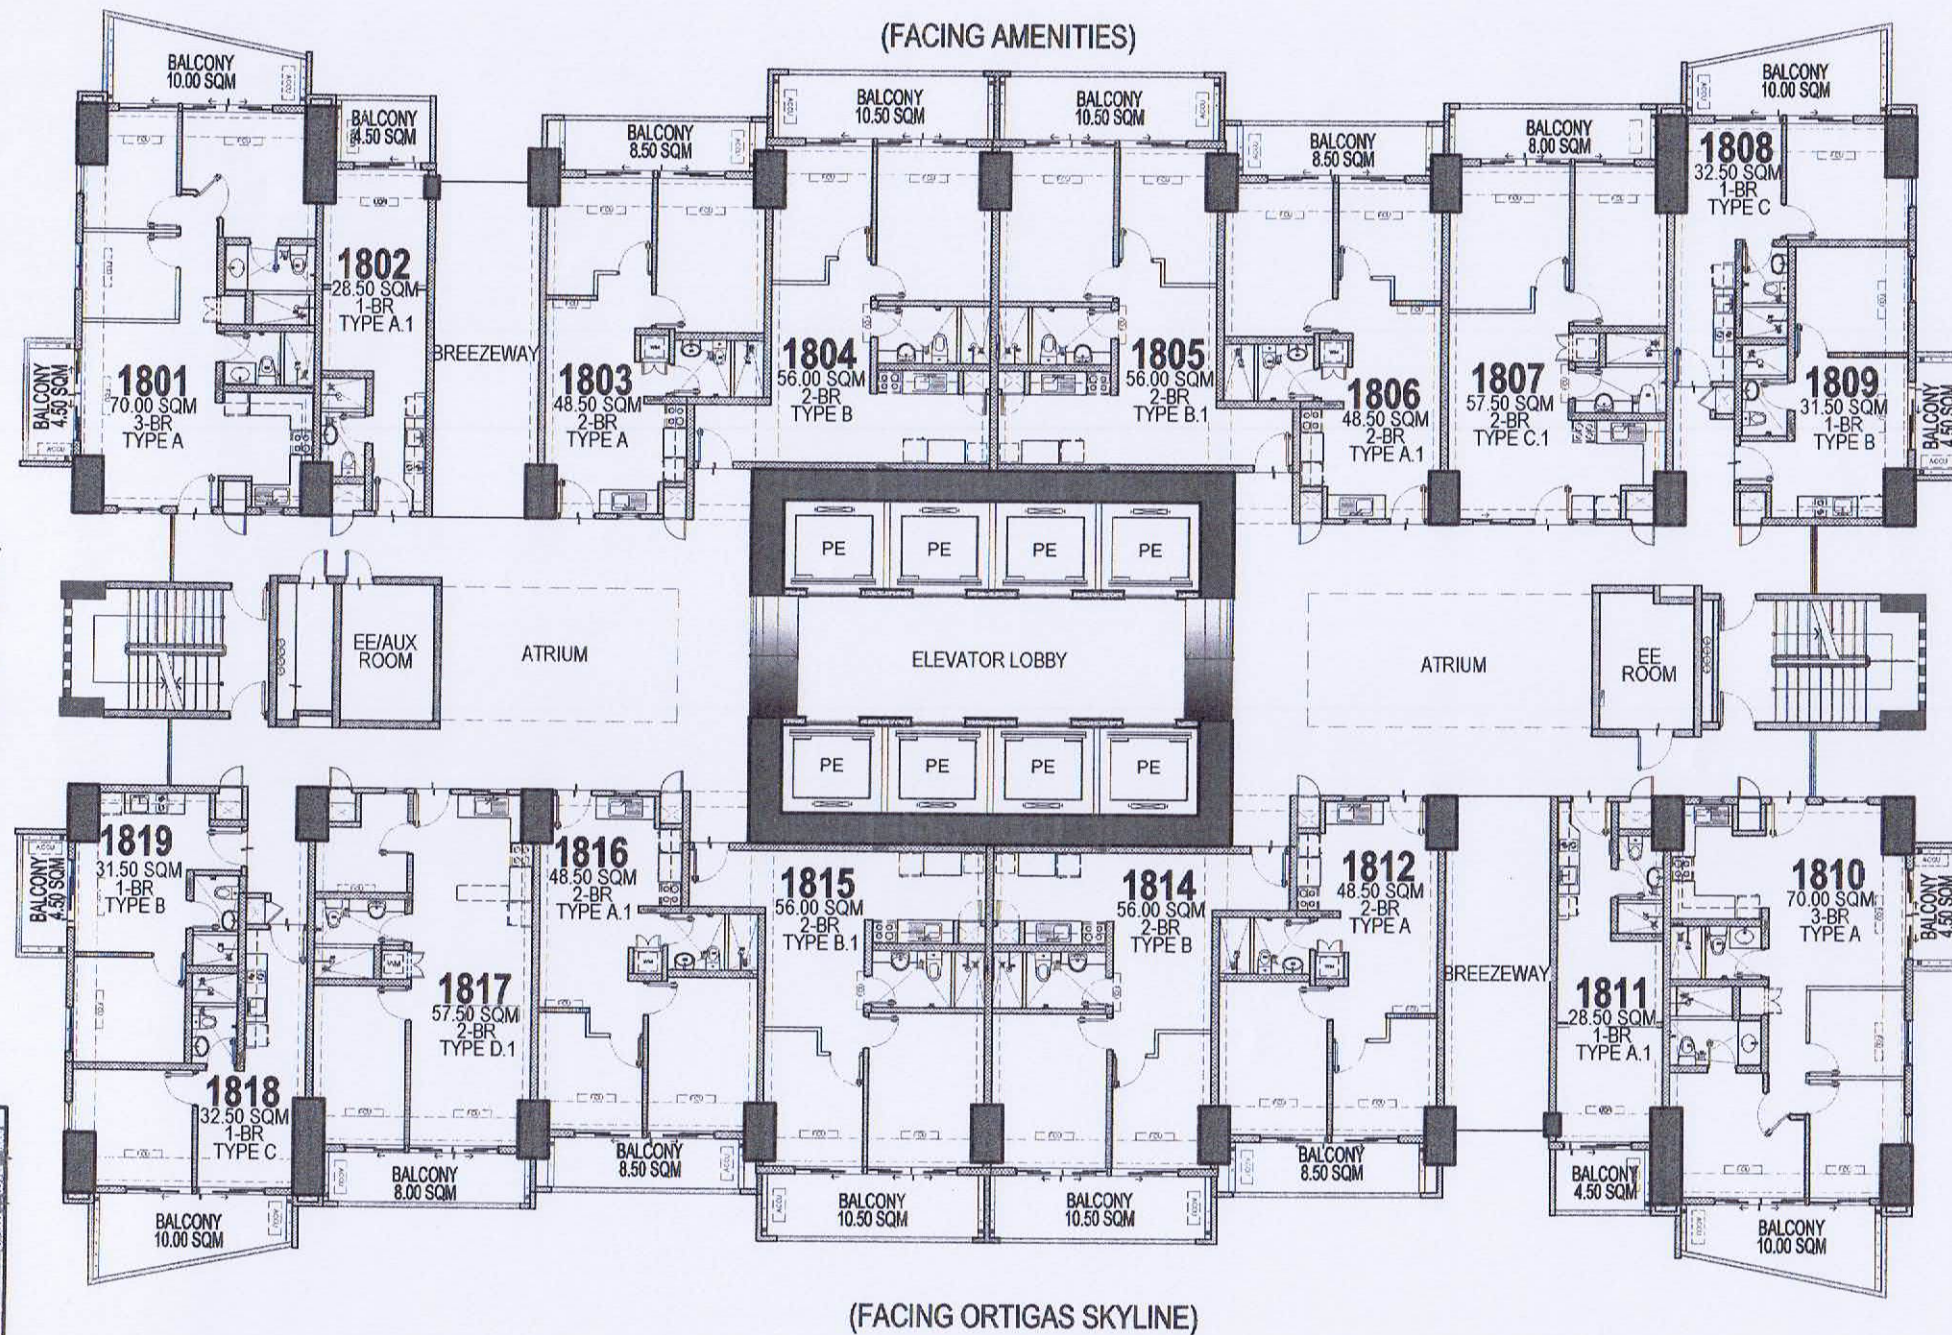 (FACING AMENITIES)
BALCONY
10.00 SQM
BALCONY
4.50 SQM
BALCONY
8.50 SQM
BALCONY
10.50 SQM
BALCONY
10.50 SQM
BALCONY
8.50 SQM
BALCONY
8.00 SQM
BALCONY
10.00 SQM
1801
70.00 SQM
3-BR
TYPE A
BALCONY
4.50 SQM
1802
28.50 SQM
1-BR
TYPE A.1
BREEZEWAY
1803
48.50 SQM
2-BR
TYPE A
1804
56.00 SQM
2-BR
TYPE B
1805
56.00 SQM
2-BR
TYPE B.1
1806
48.50 SQM
2-BR
TYPE A.1
1807
57.50 SQM
2-BR
TYPE C.1
1808
32.50 SQM
1-BR
TYPE C
1809
31.50 SQM
1-BR
TYPE B
BALCONY
4.50 SQM
PE
PE
PE
PE
EE/AUX
ROOM
ATRIUM
ELEVATOR LOBBY
ATRIUM
EE
ROOM
PE
PE
PE
PE
BALCONY
4.50 SQM
1819
31.50 SQM
1-BR
TYPE B
1818
32.50 SQM
1-BR
TYPE C
1817
57.50 SQM
2-BR
TYPE D.1
1816
48.50 SQM
2-BR
TYPE A.1
1815
56.00 SQM
2-BR
TYPE B.1
1814
56.00 SQM
2-BR
TYPE B
1812
48.50 SQM
2-BR
TYPE A
BREEZEWAY
1811
28.50 SQM
1-BR
TYPE A.1
1810
70.00 SQM
3-BR
TYPE A
BALCONY
4.50 SQM
BALCONY
10.00 SQM
BALCONY
8.00 SQM
BALCONY
8.50 SQM
BALCONY
10.50 SQM
BALCONY
10.50 SQM
BALCONY
8.50 SQM
BALCONY
4.50 SQM
BALCONY
10.00 SQM
(FACING ORTIGAS SKYLINE)